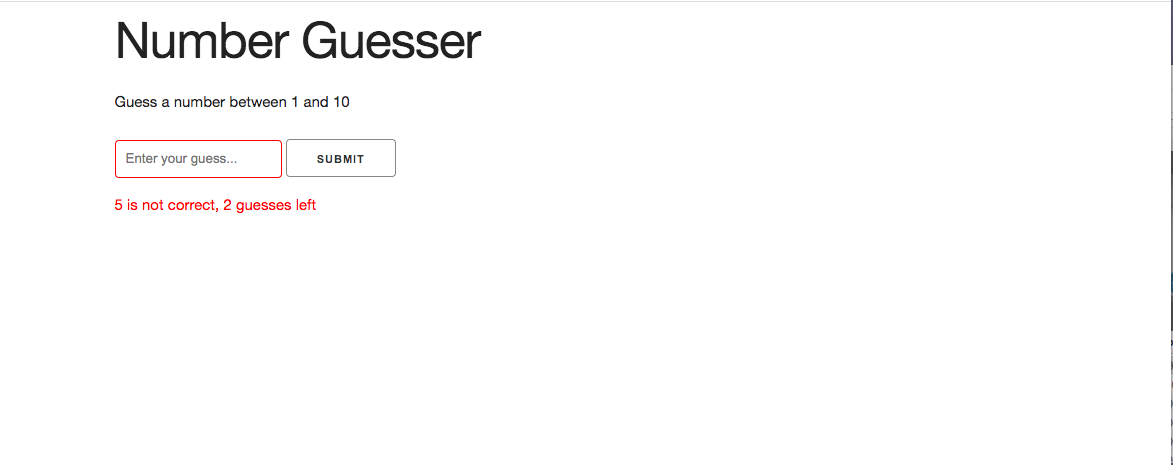 Number Guesser
Guess a number between 1 and 10
Enter your guess... SUBMIT
5 is not correct, 2 guesses left